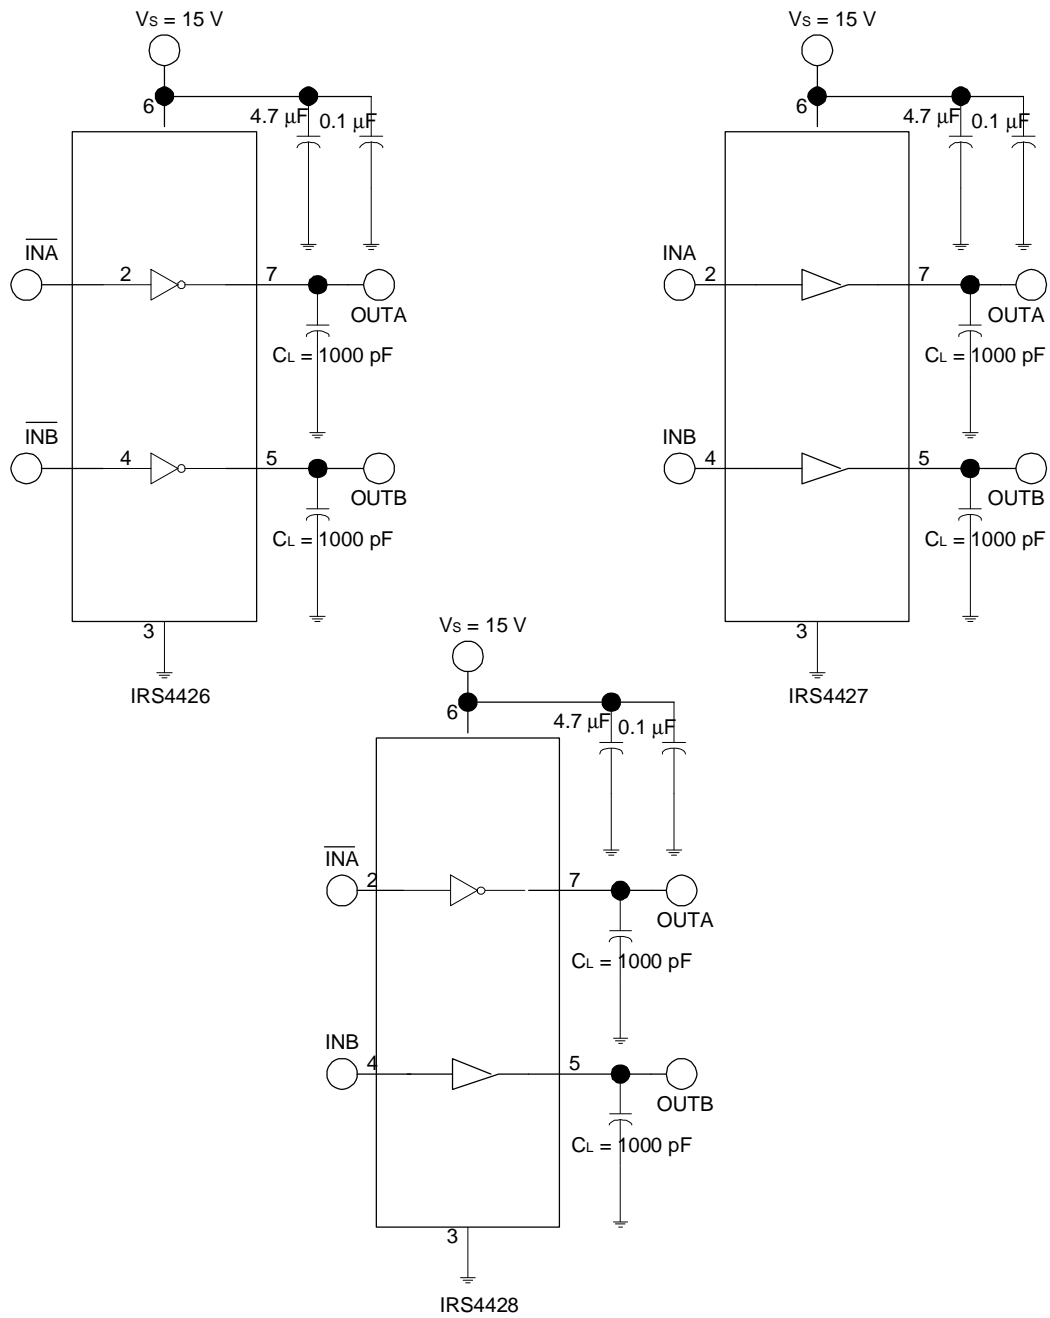 VS = 15 V
6
4.7 μF
0.1 μF
INA
2
7
OUTA
CL = 1000 pF
INB
4
5
OUTB
CL = 1000 pF
3
IRS4426
VS = 15 V
6
4.7 μF
0.1 μF
INA
2
7
OUTA
CL = 1000 pF
INB
4
5
OUTB
CL = 1000 pF
3
IRS4427
VS = 15 V
6
4.7 μF
0.1 μF
INA
2
7
OUTA
CL = 1000 pF
INB
4
5
OUTB
CL = 1000 pF
3
IRS4428